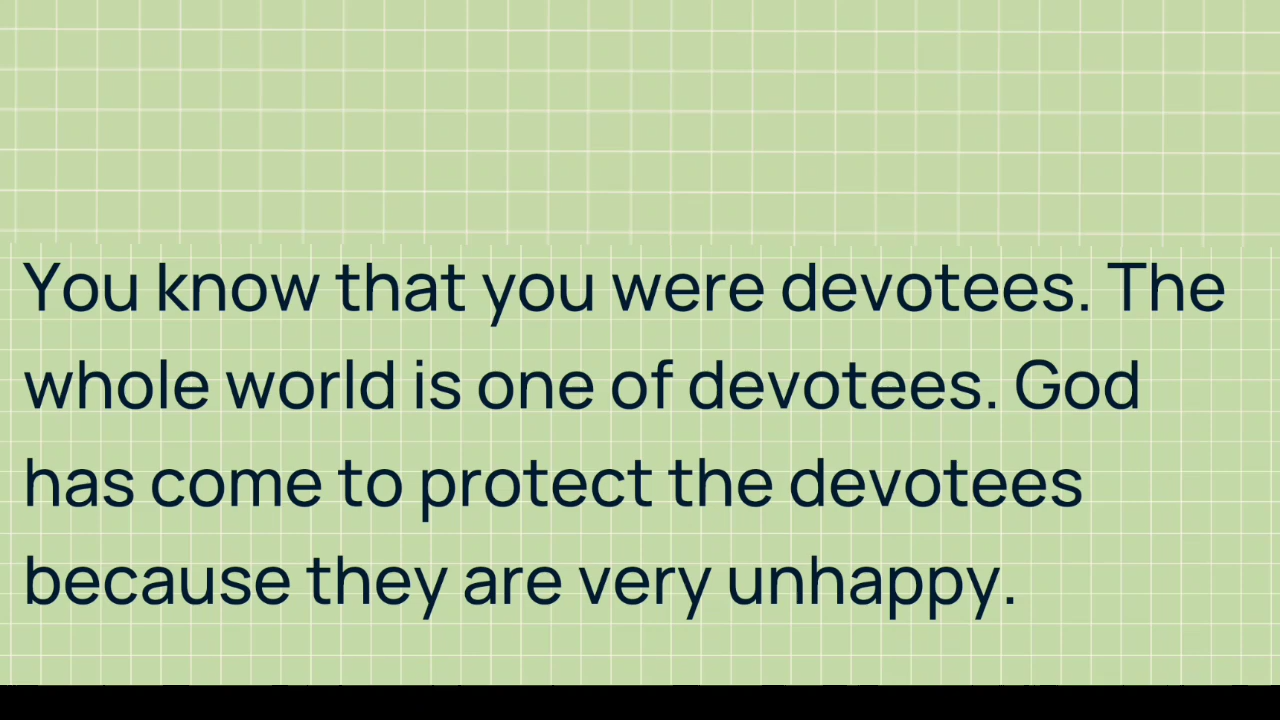 You know that you were devotees. The
whole world is one of devotees. God
has come to protect the devotees
because they are very unhappy.